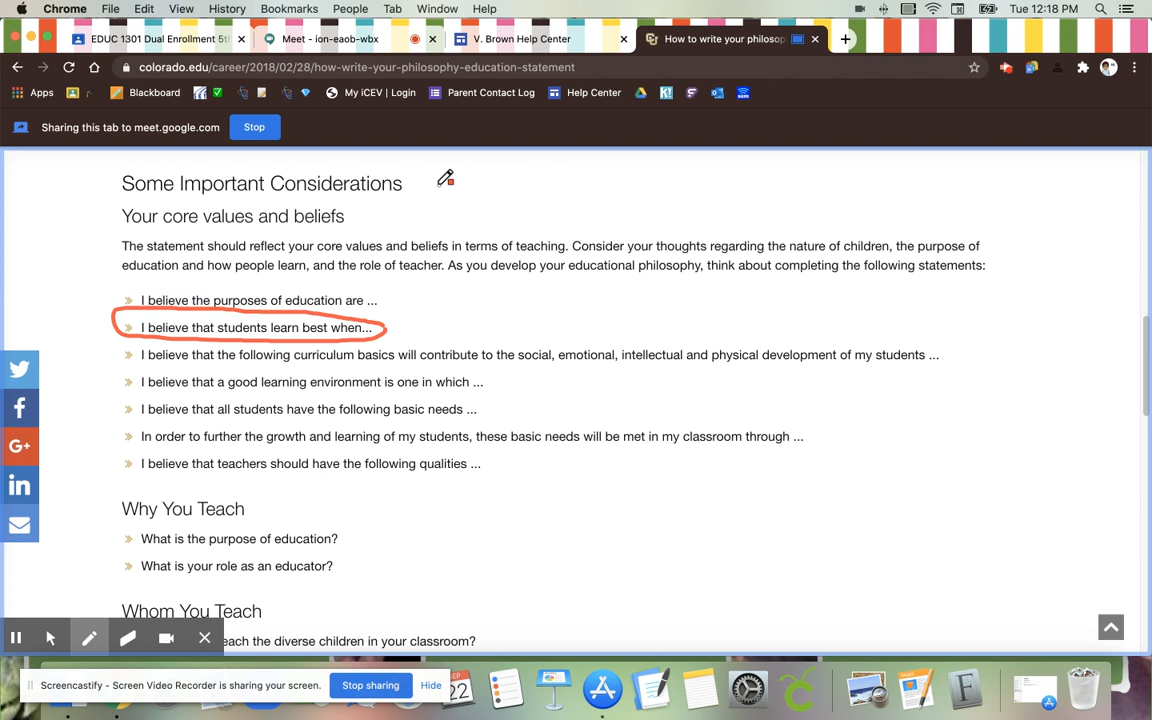 Chrome File Edit View History Bookmarks People Tab Window Help Tue 12:18 PM
EDUC 1301 Dual Enrollment 5th Meet - ion-eaob-wbx V. Brown Help Center How to write your philosop
colorado.edu/career/2018/02/28/how-write-your-philosophy-education-statement
Apps Blackboard My iCEV | Login Parent Contact Log Help Center
Sharing this tab to meet.google.com Stop
Some Important Considerations
Your core values and beliefs
The statement should reflect your core values and beliefs in terms of teaching. Consider your thoughts regarding the nature of children, the purpose of
education and how people learn, and the role of teacher. As you develop your educational philosophy, think about completing the following statements:
» I believe the purposes of education are ...
» I believe that students learn best when...
» I believe that the following curriculum basics will contribute to the social, emotional, intellectual and physical development of my students ...
» I believe that a good learning environment is one in which ...
» I believe that all students have the following basic needs ...
» In order to further the growth and learning of my students, these basic needs will be met in my classroom through ...
» I believe that teachers should have the following qualities ...
Why You Teach
» What is the purpose of education?
» What is your role as an educator?
Whom You Teach
each the diverse children in your classroom?
Screencastify - Screen Video Recorder is sharing your screen. Stop sharing Hide
SEP
22